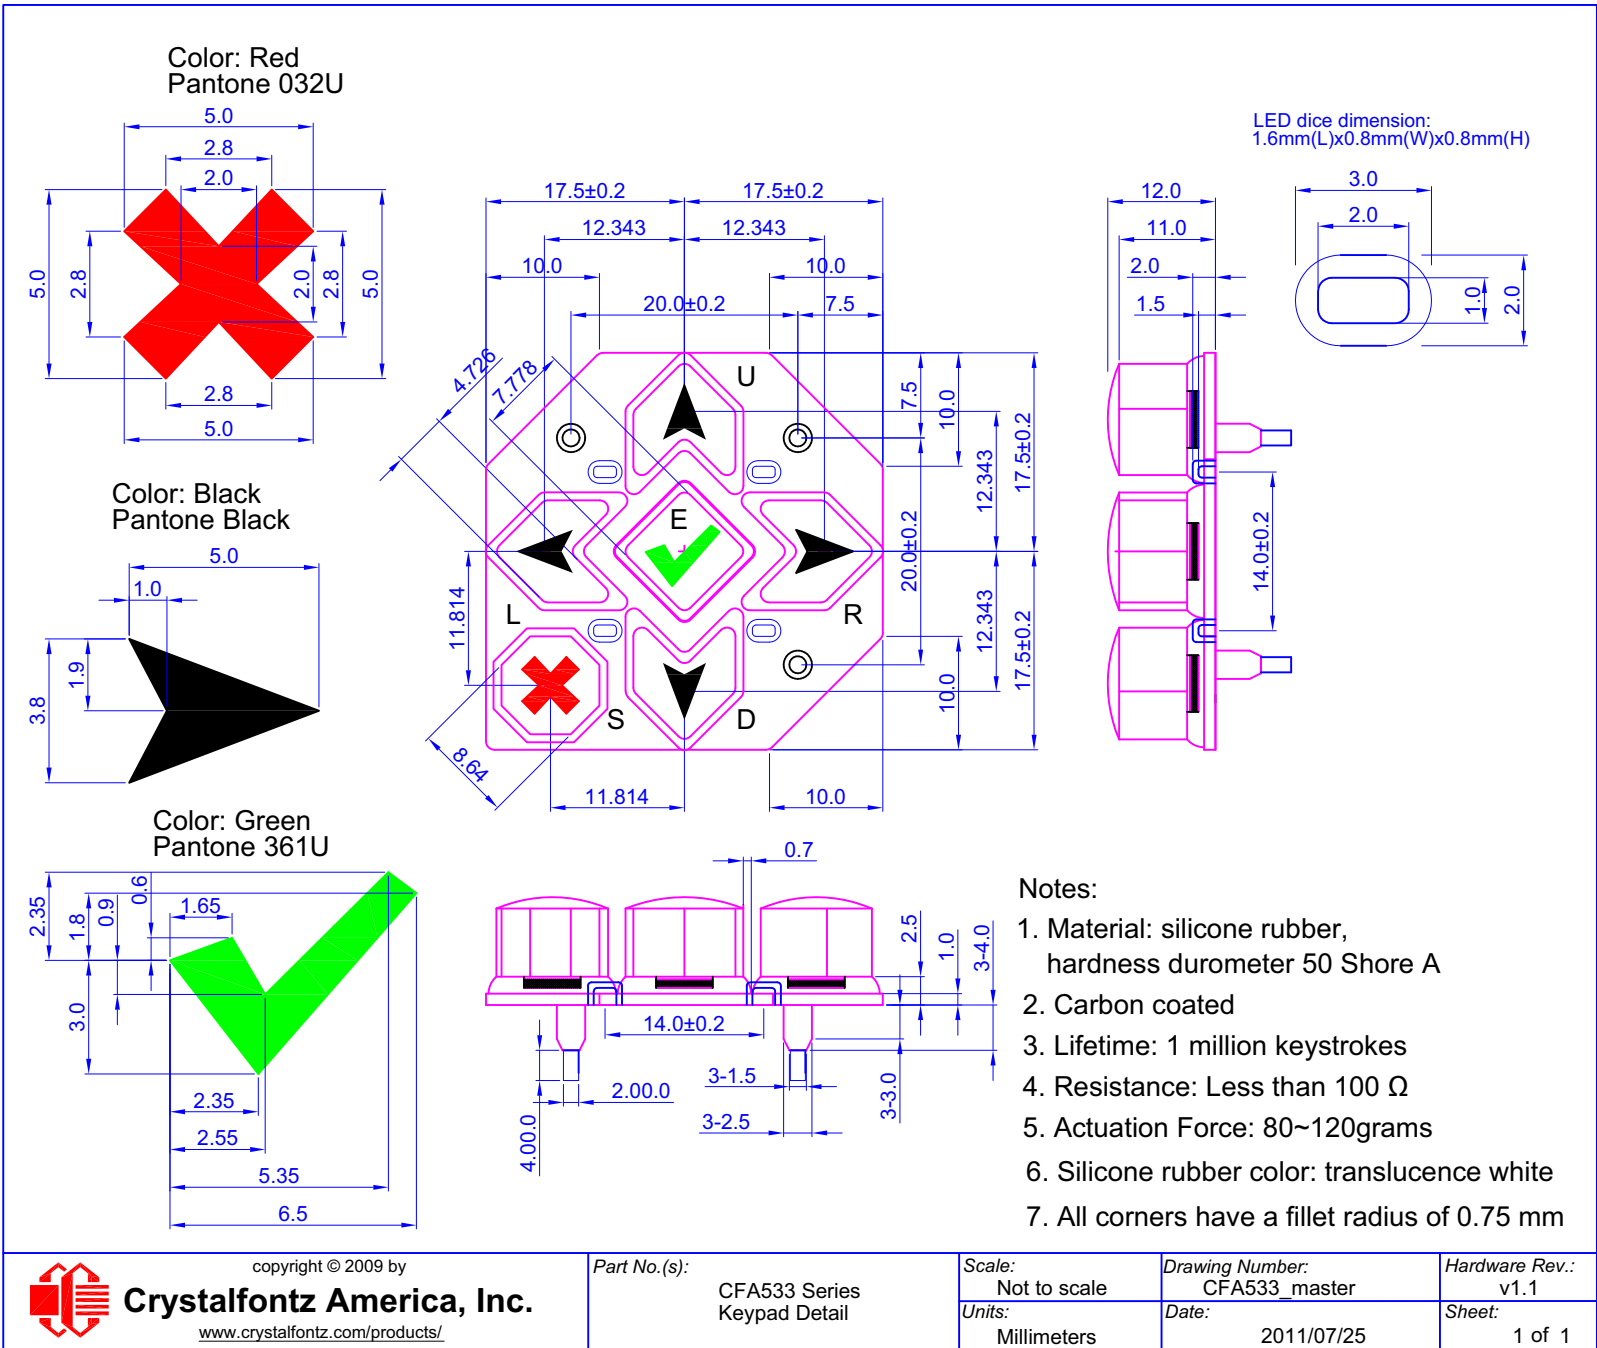 Color: Red
Pantone 032U
5.0
2.8
2.0
5.0
2.8
2.0
2.8
5.0
2.8
5.0
Color: Black
Pantone Black
5.0
1.0
1.9
3.8
Color: Green
Pantone 361U
2.35
1.8
0.9
0.6
1.65
3.0
2.35
2.55
5.35
6.5
17.5±0.2
17.5±0.2
12.343
12.343
10.0
10.0
20.0±0.2
7.5
4.726
7.778
U
E
L
R
S
D
7.5
10.0
12.343
17.5±0.2
20.0±0.2
12.343
17.5±0.2
10.0
11.814
8.64
11.814
10.0
12.0
11.0
2.0
1.5
14.0±0.2
LED dice dimension:
1.6mm(L)x0.8mm(W)x0.8mm(H)
3.0
2.0
1.0
2.0
0.7
2.5
1.0
3-4.0
14.0±0.2
3-1.5
2.00.0
3-2.5
4.00.0
3-3.0
Notes:
1. Material: silicone rubber,
hardness durometer 50 Shore A
2. Carbon coated
3. Lifetime: 1 million keystrokes
4. Resistance: Less than 100 Ω
5. Actuation Force: 80~120grams
6. Silicone rubber color: translucence white
7. All corners have a fillet radius of 0.75 mm
copyright © 2009 by
Crystalfontz America, Inc.
www.crystalfontz.com/products/
Part No.(s):
CFA533 Series
Keypad Detail
Scale:
Not to scale
Units:
Millimeters
Drawing Number:
CFA533_master
Date:
2011/07/25
Hardware Rev.:
v1.1
Sheet:
1 of 1